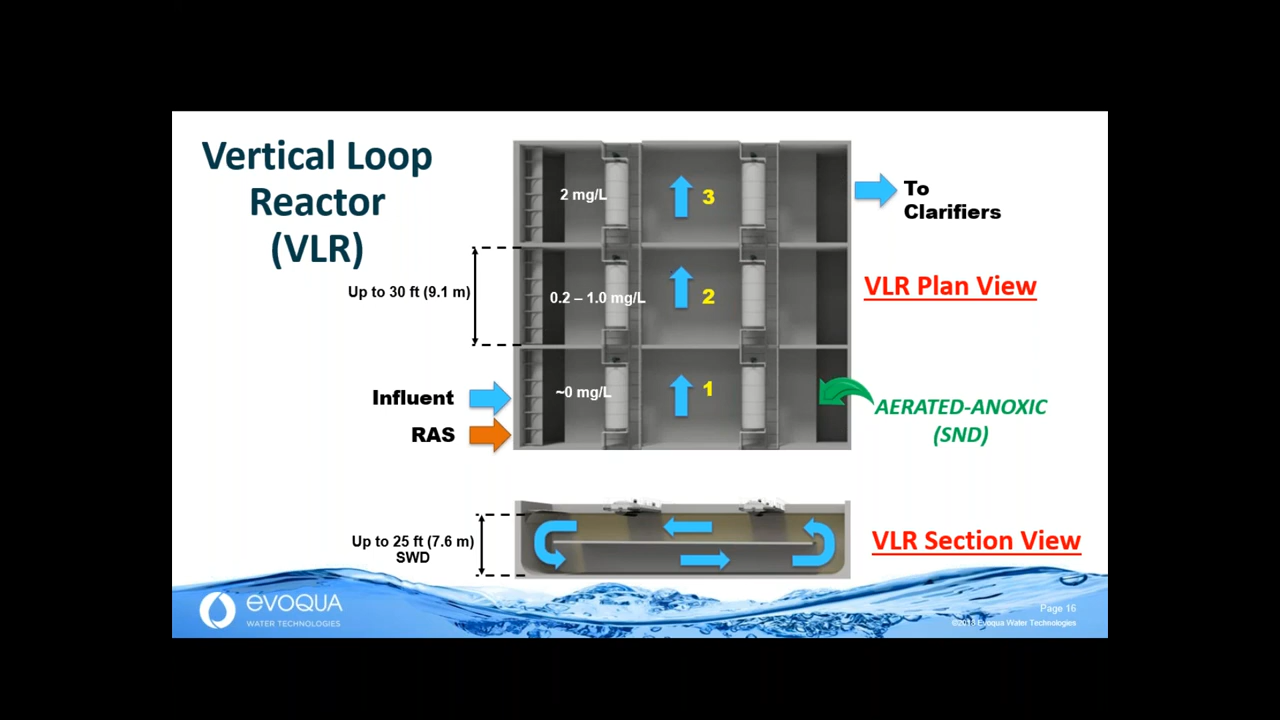 Vertical Loop
Reactor
(VLR)
2 mg/L
3
To
Clarifiers
Up to 30 ft (9.1 m)
0.2 – 1.0 mg/L
2
VLR Plan View
Influent
RAS
~0 mg/L
1
AERATED-ANOXIC
(SND)
Up to 25 ft (7.6 m)
SWD
VLR Section View
evoqua
WATER TECHNOLOGIES
Page 16
©2018 Evoqua Water Technologies